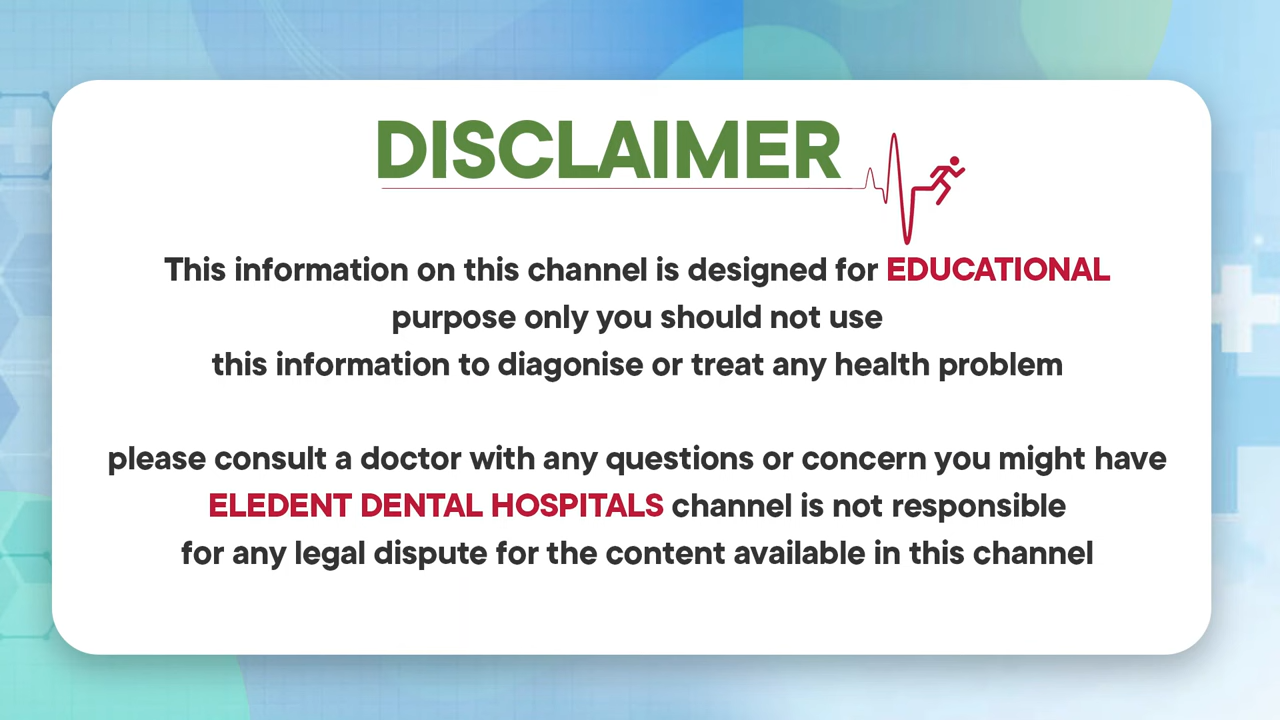 DISCLAIMER
This information on this channel is designed for EDUCATIONAL
purpose only you should not use
this information to diagonise or treat any health problem
please consult a doctor with any questions or concern you might have
ELEDENT DENTAL HOSPITALS channel is not responsible
for any legal dispute for the content available in this channel